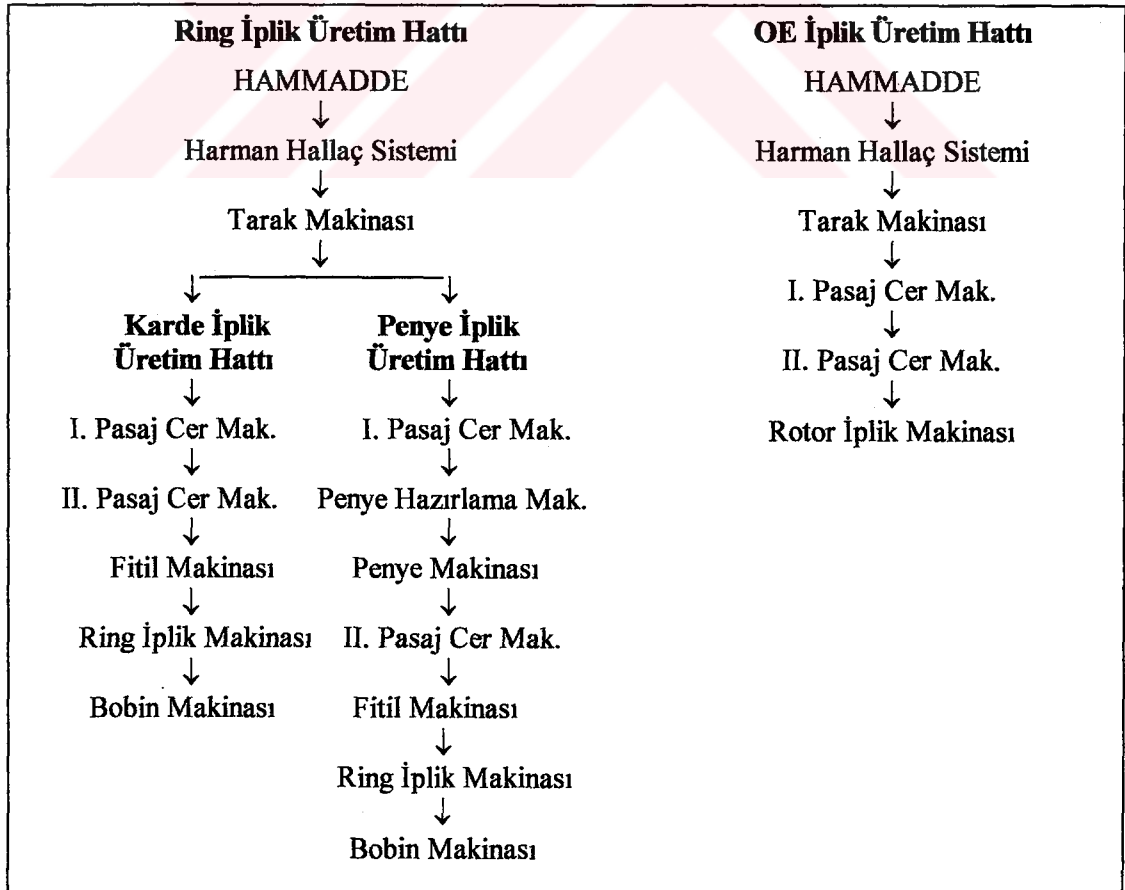 Ring İplik Üretim Hattı
HAMMADDE
Harman Hallaç Sistemi
Tarak Makinası
Karde İplik
Üretim Hattı
I. Pasaj Cer Mak.
II. Pasaj Cer Mak.
Fitil Makinası
Ring İplik Makinası
Bobin Makinası
Penye İplik
Üretim Hattı
I. Pasaj Cer Mak.
Penye Hazırlama Mak.
Penye Makinası
II. Pasaj Cer Mak.
Fitil Makinası
Ring İplik Makinası
Bobin Makinası
OE İplik Üretim Hattı
HAMMADDE
Harman Hallaç Sistemi
Tarak Makinası
I. Pasaj Cer Mak.
II. Pasaj Cer Mak.
Rotor İplik Makinası